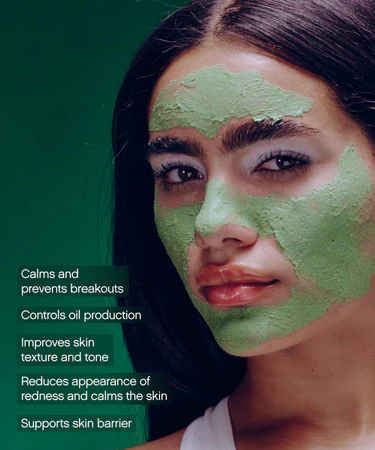 Calms and
prevents breakouts
Controls oil production
Improves skin
texture and tone
Reduces appearance of
redness and calms the skin
Supports skin barrier